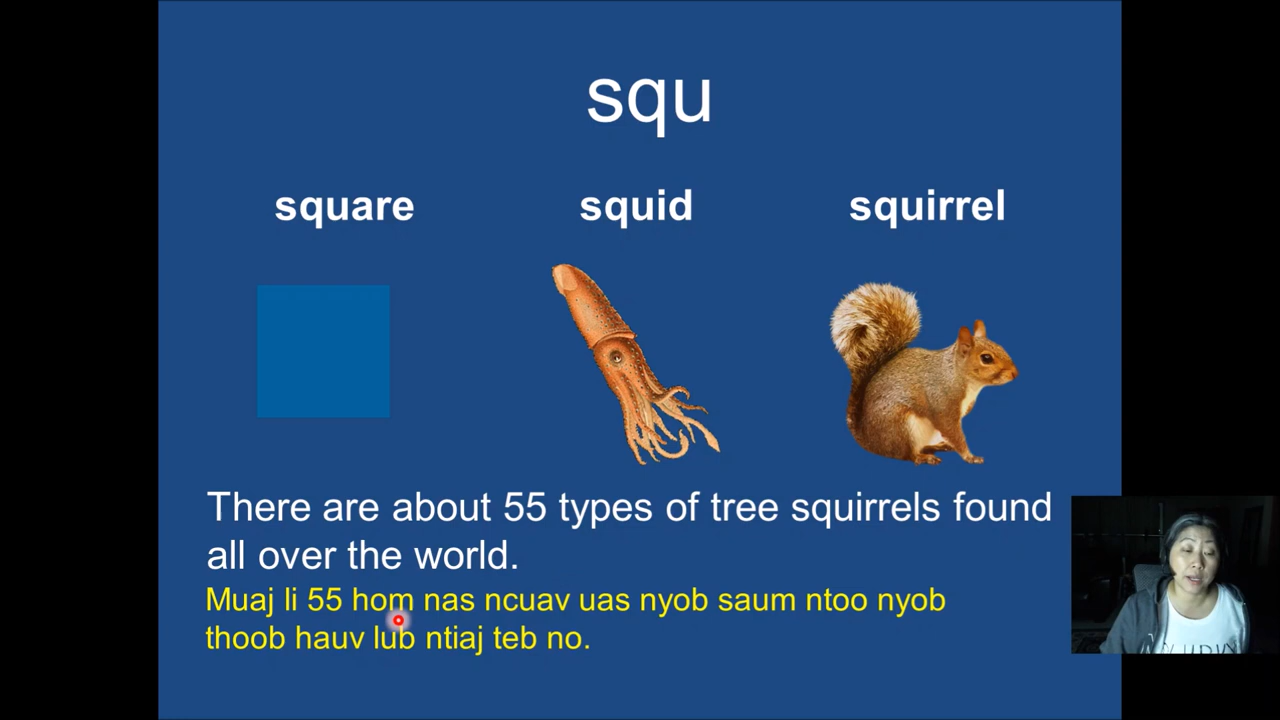 squ
square squid squirrel
There are about 55 types of tree squirrels found
all over the world.
Muaj li 55 hom nas ncuav uas nyob saum ntoo nyob
thoob hauv lub ntiaj teb no.